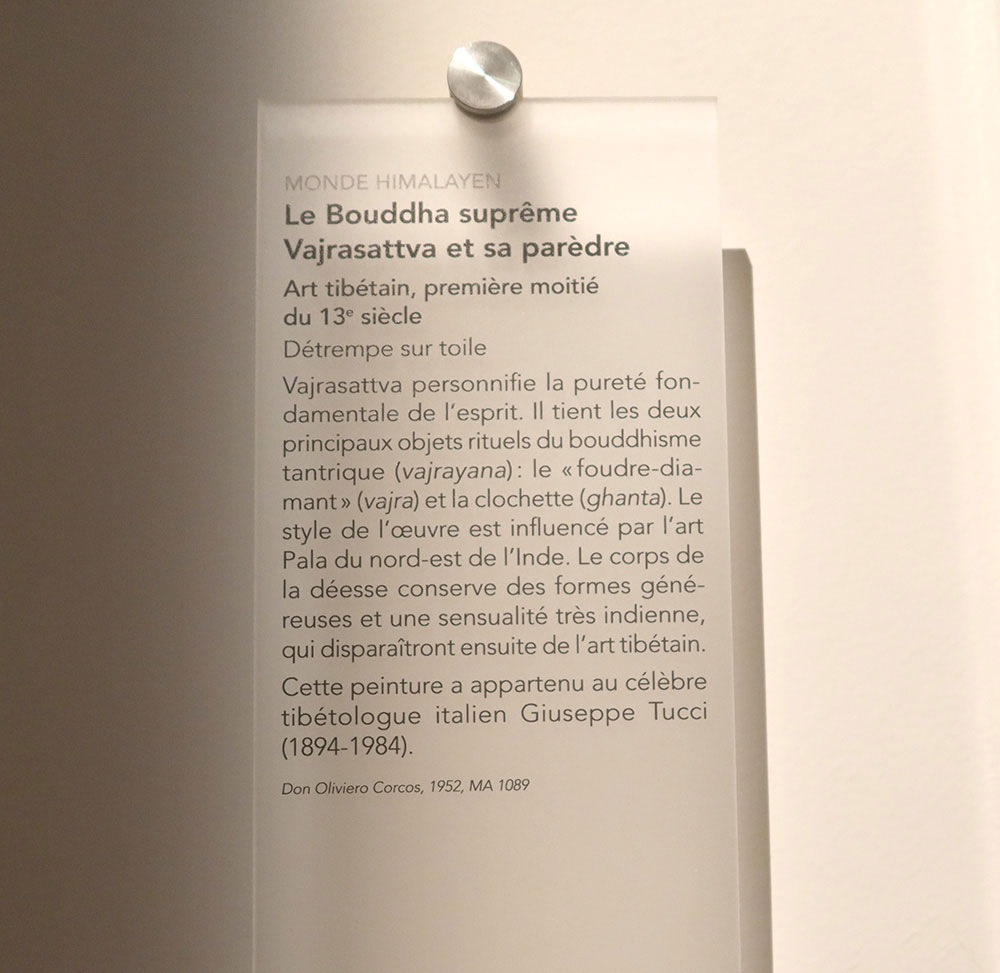 MONDE HIMALAYEN
Le Bouddha suprême
Vajrasattva et sa parèdre
Art tibétain, première moitié
du 13e siècle
Détrempe sur toile
Vajrasattva personnifie la pureté fon-
damentale de l'esprit. Il tient les deux
principaux objets rituels du bouddhisme
tantrique (vajrayana) : le « foudre-dia-
mant » (vajra) et la clochette (ghanta). Le
style de l'œuvre est influencé par l'art
Pala du nord-est de l'Inde. Le corps de
la déesse conserve des formes géné-
reuses et une sensualité très indienne,
qui disparaîtront ensuite de l'art tibétain.
Cette peinture a appartenu au célèbre
tibétologue italien Giuseppe Tucci
(1894-1984).
Don Oliviero Corcos, 1952, MA 1089